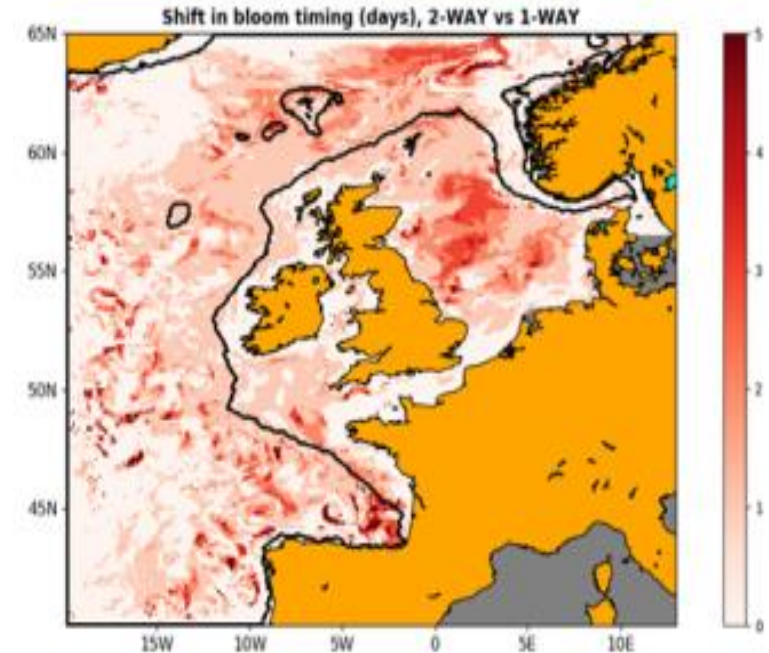 Shift in bloom timing (days), 2-WAY vs 1-WAY
65N
60N
55N
50N
45N
15W 10W 5W 0 5E 10E
5
4
3
2
1
0